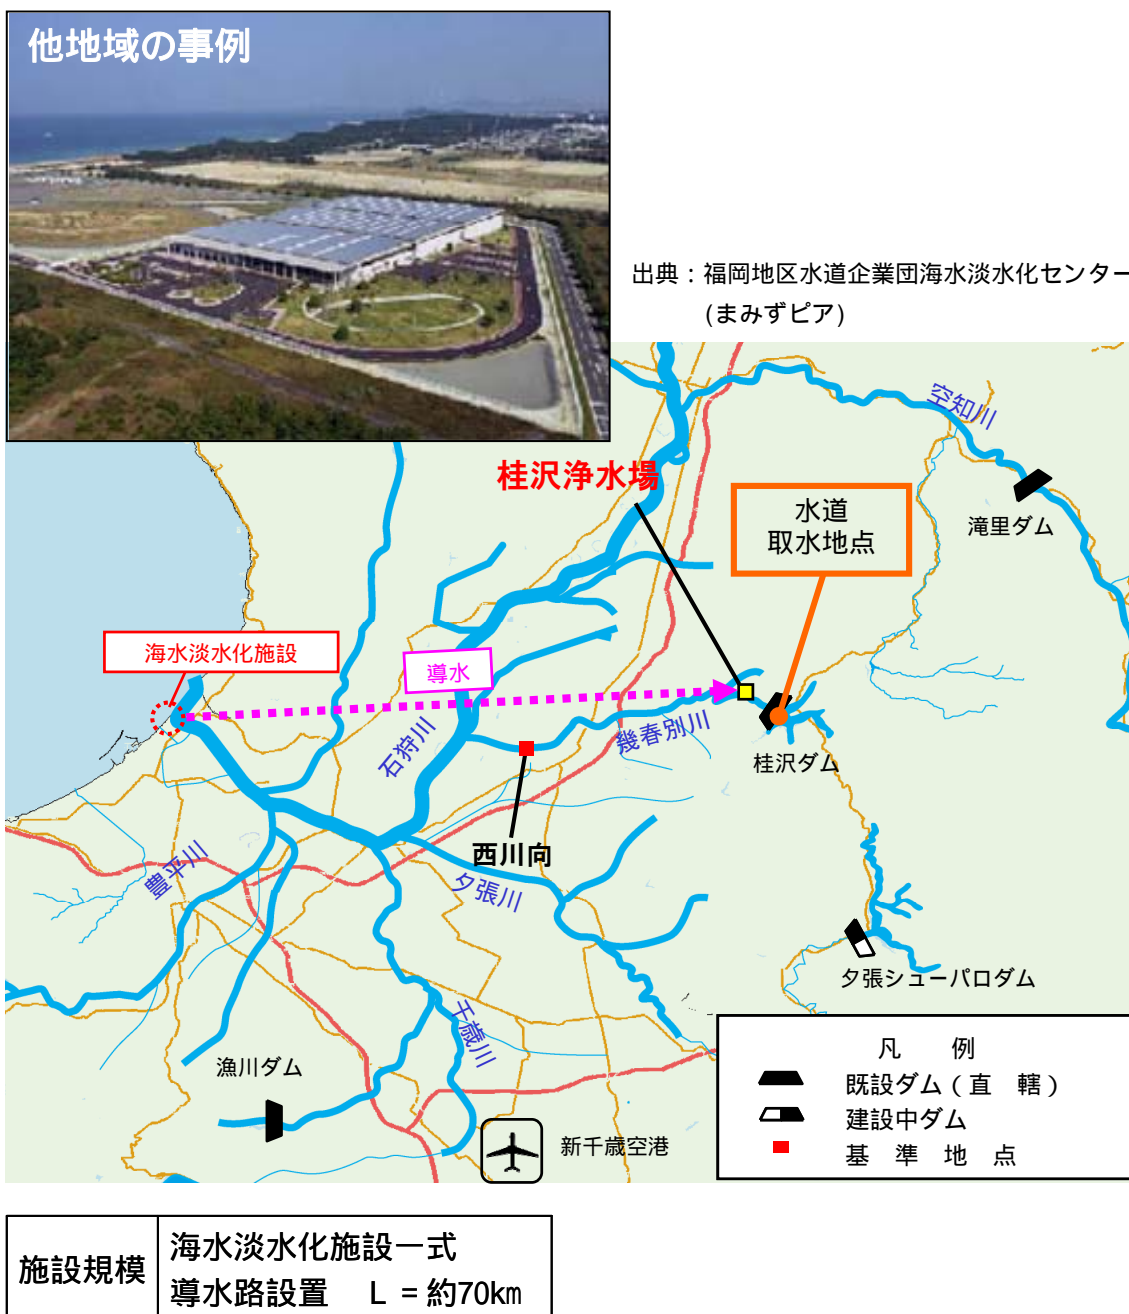 他地域の事例
出典：福岡地区水道企業団海水淡水化センター
(まみずピア)
空知川
桂沢浄水場
水道
取水地点
滝里ダム
海水淡水化施設
導水
石狩川
幾春別川
桂沢ダム
西川向
豊平川
夕張川
夕張シューパロダム
千歳川
漁川ダム
新千歳空港
凡　例
既設ダム（直　轄）
建設中ダム
基　準　地　点
施設規模
海水淡水化施設一式
導水路設置　L = 約70km